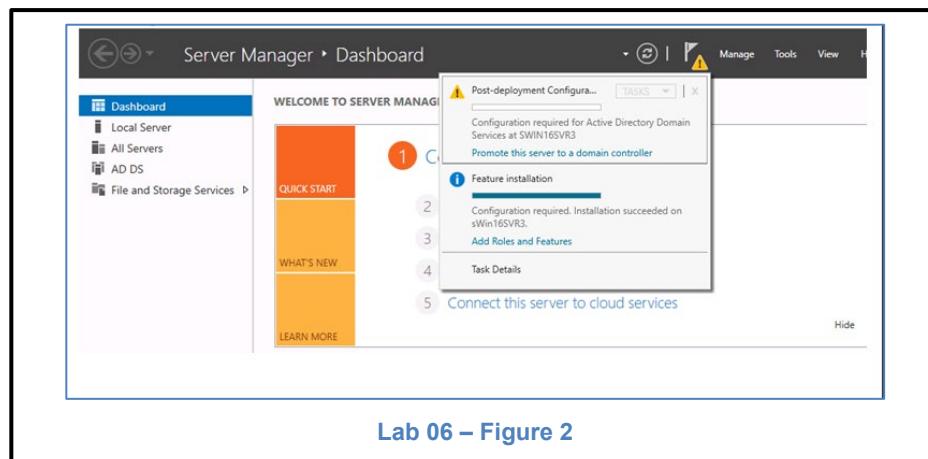 Server Manager ‣ Dashboard
Manage Tools View H
Dashboard
Local Server
All Servers
AD DS
File and Storage Services
WELCOME TO SERVER MANAG
QUICK START
WHAT'S NEW
LEARN MORE
1 Co
2
3
4
5 Connect this server to cloud services
Hide
Post-deployment Configura... TASKS X
Configuration required for Active Directory Domain
Services at SWIN16SVR3
Promote this server to a domain controller
Feature installation
Configuration required. Installation succeeded on
sWin16SVR3.
Add Roles and Features
Task Details
Lab 06 – Figure 2